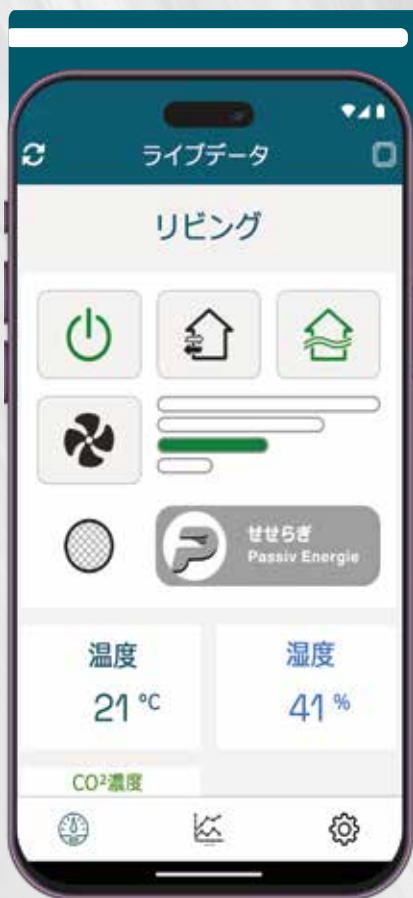 ライブデータ
リビング
せせらぎ
Passiv Energie
温度
湿度
21 °C
41 %
CO²濃度